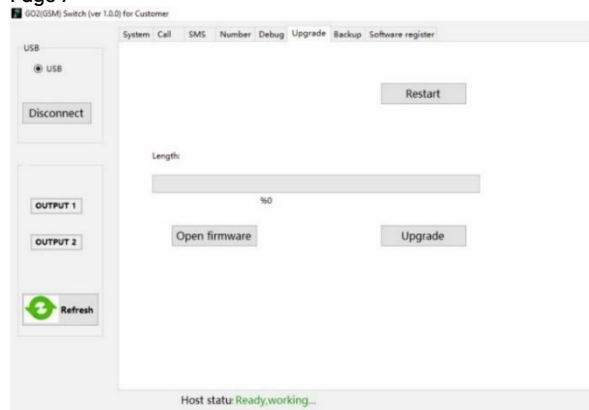 Page
GO2(GSM) Switch (ver 1.0.0) for Customer
System Call SMS Number Debug Upgrade Backup Software register
USB
USB
Restart
Disconnect
Length:
%0
OUTPUT 1
Open firmware Upgrade
OUTPUT 2
Refresh
Host statu: Ready,working...